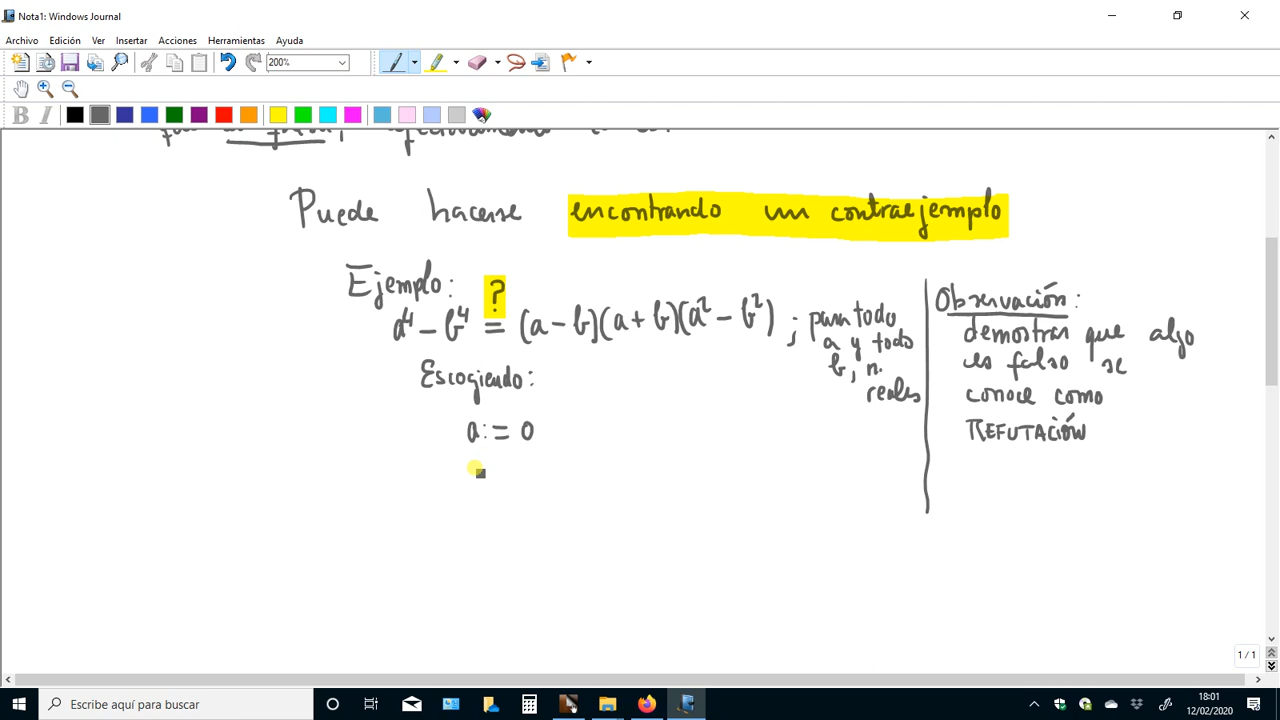 Nota1: Windows Journal
Archivo Edición Ver Insertar Acciones Herramientas Ayuda
200%
B I
Puede hacerse encontrando un contraejemplo
Ejemplo: ?
a⁴ - b⁴ = (a - b)(a + b)(a² - b²) ; para todo
a y todo
b, n.
reales
Escogiendo:
a := 0
Observación:
demostrar que algo
es falso se
conoce como
REFUTACIÓN
1 / 1
Escribe aquí para buscar
18:01
12/02/2020